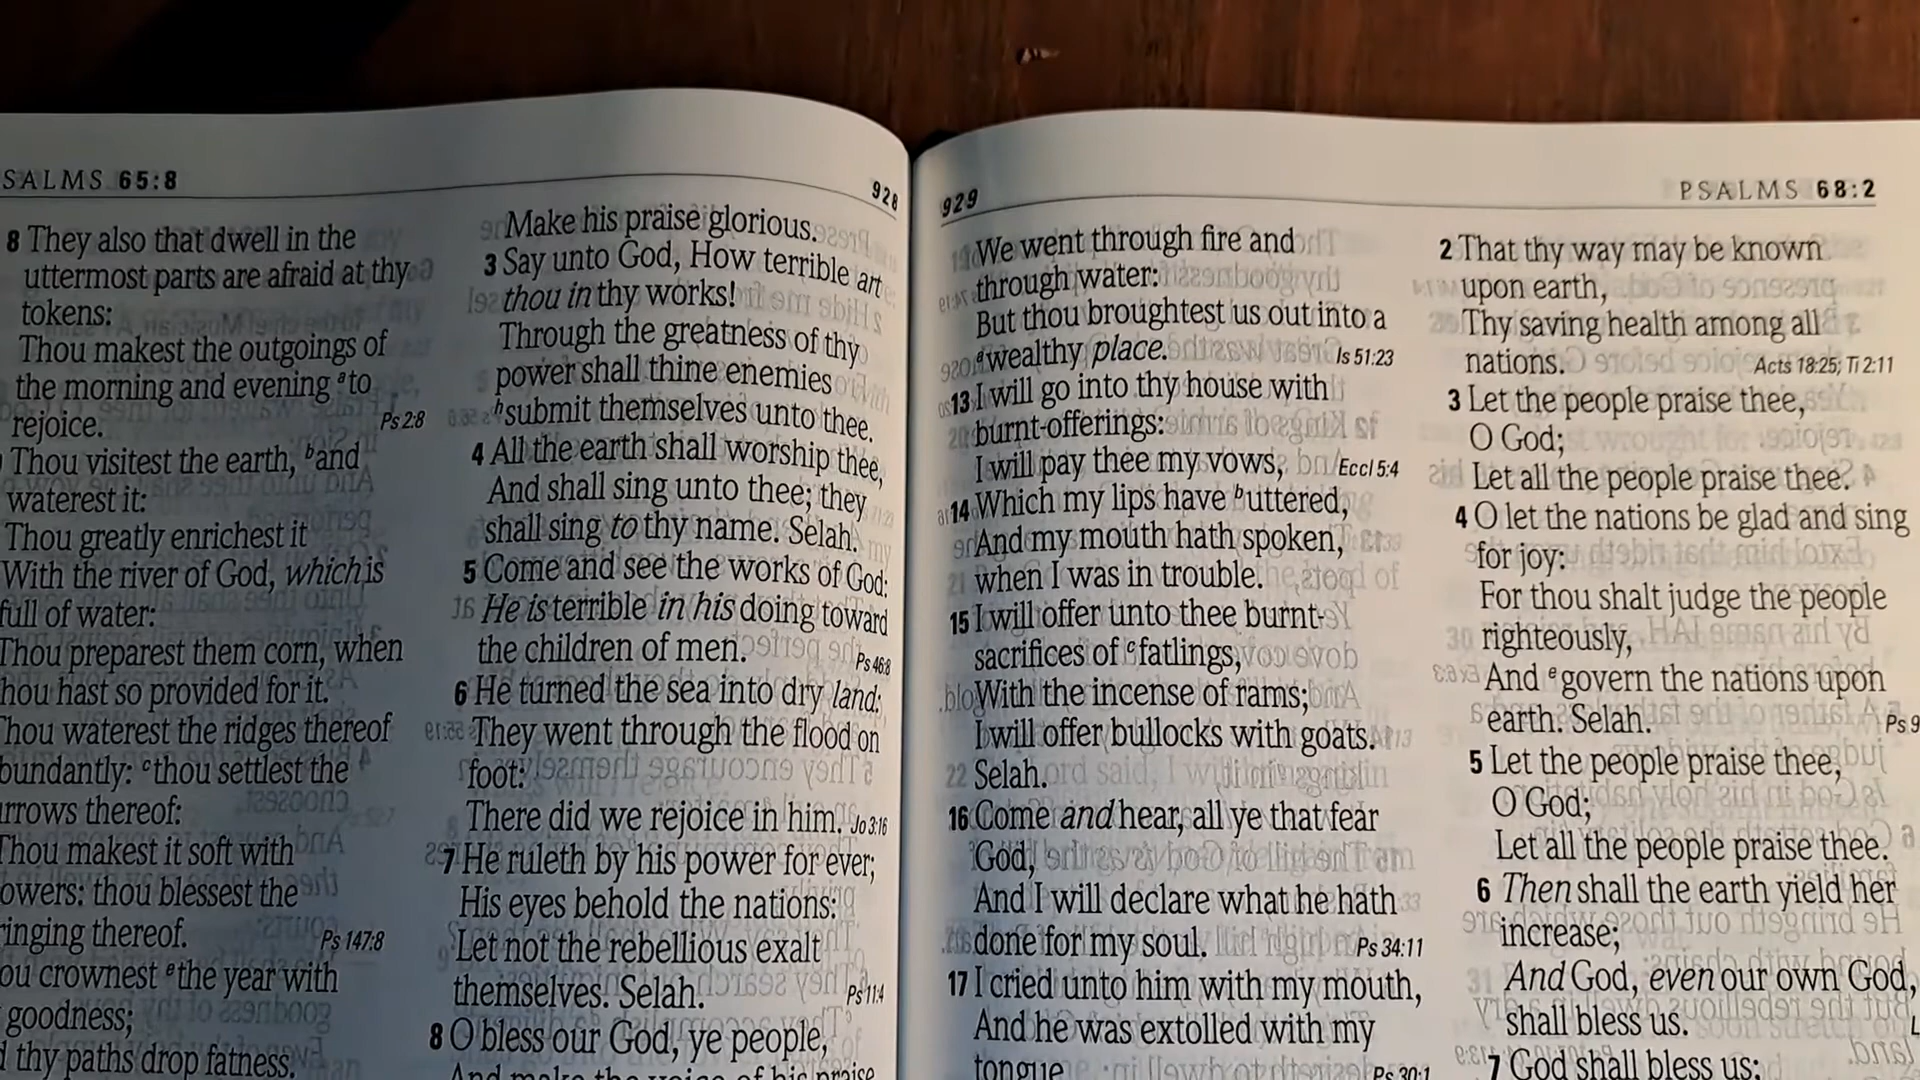 SALMS 65:8
928
8 They also that dwell in the
uttermost parts are afraid at thy
tokens:
Thou makest the outgoings of
the morning and evening ᵃto
rejoice. Ps 2:8
Thou visitest the earth, ᵇand
waterest it:
Thou greatly enrichest it
With the river of God, which is
full of water:
Thou preparest them corn, when
hou hast so provided for it.
Thou waterest the ridges thereof
bundantly: ᶜthou settlest the
rrows thereof:
Thou makest it soft with
owers: thou blessest the
ringing thereof. Ps 147:8
ou crownest ᵉthe year with
goodness;
thy paths drop fatness.
Make his praise glorious.
3 Say unto God, How terrible art
thou in thy works!
Through the greatness of thy
power shall thine enemies
ʰsubmit themselves unto thee.
4 All the earth shall worship thee,
And shall sing unto thee; they
shall sing to thy name. Selah.
5 Come and see the works of God:
He is terrible in his doing toward
the children of men. Ps 46:8
6 He turned the sea into dry land:
They went through the flood on
foot:
There did we rejoice in him. Jo 3:16
7 He ruleth by his power for ever;
His eyes behold the nations:
Let not the rebellious exalt
themselves. Selah. Ps 11:4
8 O bless our God, ye people,
And make the voice of his praise
929
PSALMS 68:2
We went through fire and
through water:
But thou broughtest us out into a
ᵃwealthy place. Is 51:23
13 I will go into thy house with
burnt-offerings:
I will pay thee my vows, Eccl 5:4
14 Which my lips have ᵇuttered,
And my mouth hath spoken,
when I was in trouble.
15 I will offer unto thee burnt-
sacrifices of ᶜfatlings,
With the incense of rams;
I will offer bullocks with goats.
Selah.
16 Come and hear, all ye that fear
God,
And I will declare what he hath
done for my soul. Ps 34:11
17 I cried unto him with my mouth,
And he was extolled with my
tongue Ps 30:1
2 That thy way may be known
upon earth,
Thy saving health among all
nations. Acts 18:25; Ti 2:11
3 Let the people praise thee,
O God;
Let all the people praise thee.
4 O let the nations be glad and sing
for joy:
For thou shalt judge the people
righteously,
And ᵉgovern the nations upon
earth. Selah. Ps 9
5 Let the people praise thee,
O God;
Let all the people praise thee.
6 Then shall the earth yield her
increase;
And God, even our own God,
shall bless us.
7 God shall bless us;